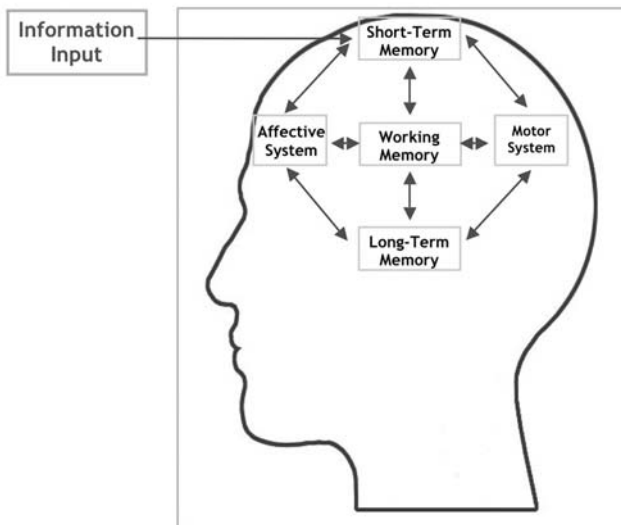 Information
Input
Short-Term
Memory
Affective
System
Working
Memory
Motor
System
Long-Term
Memory